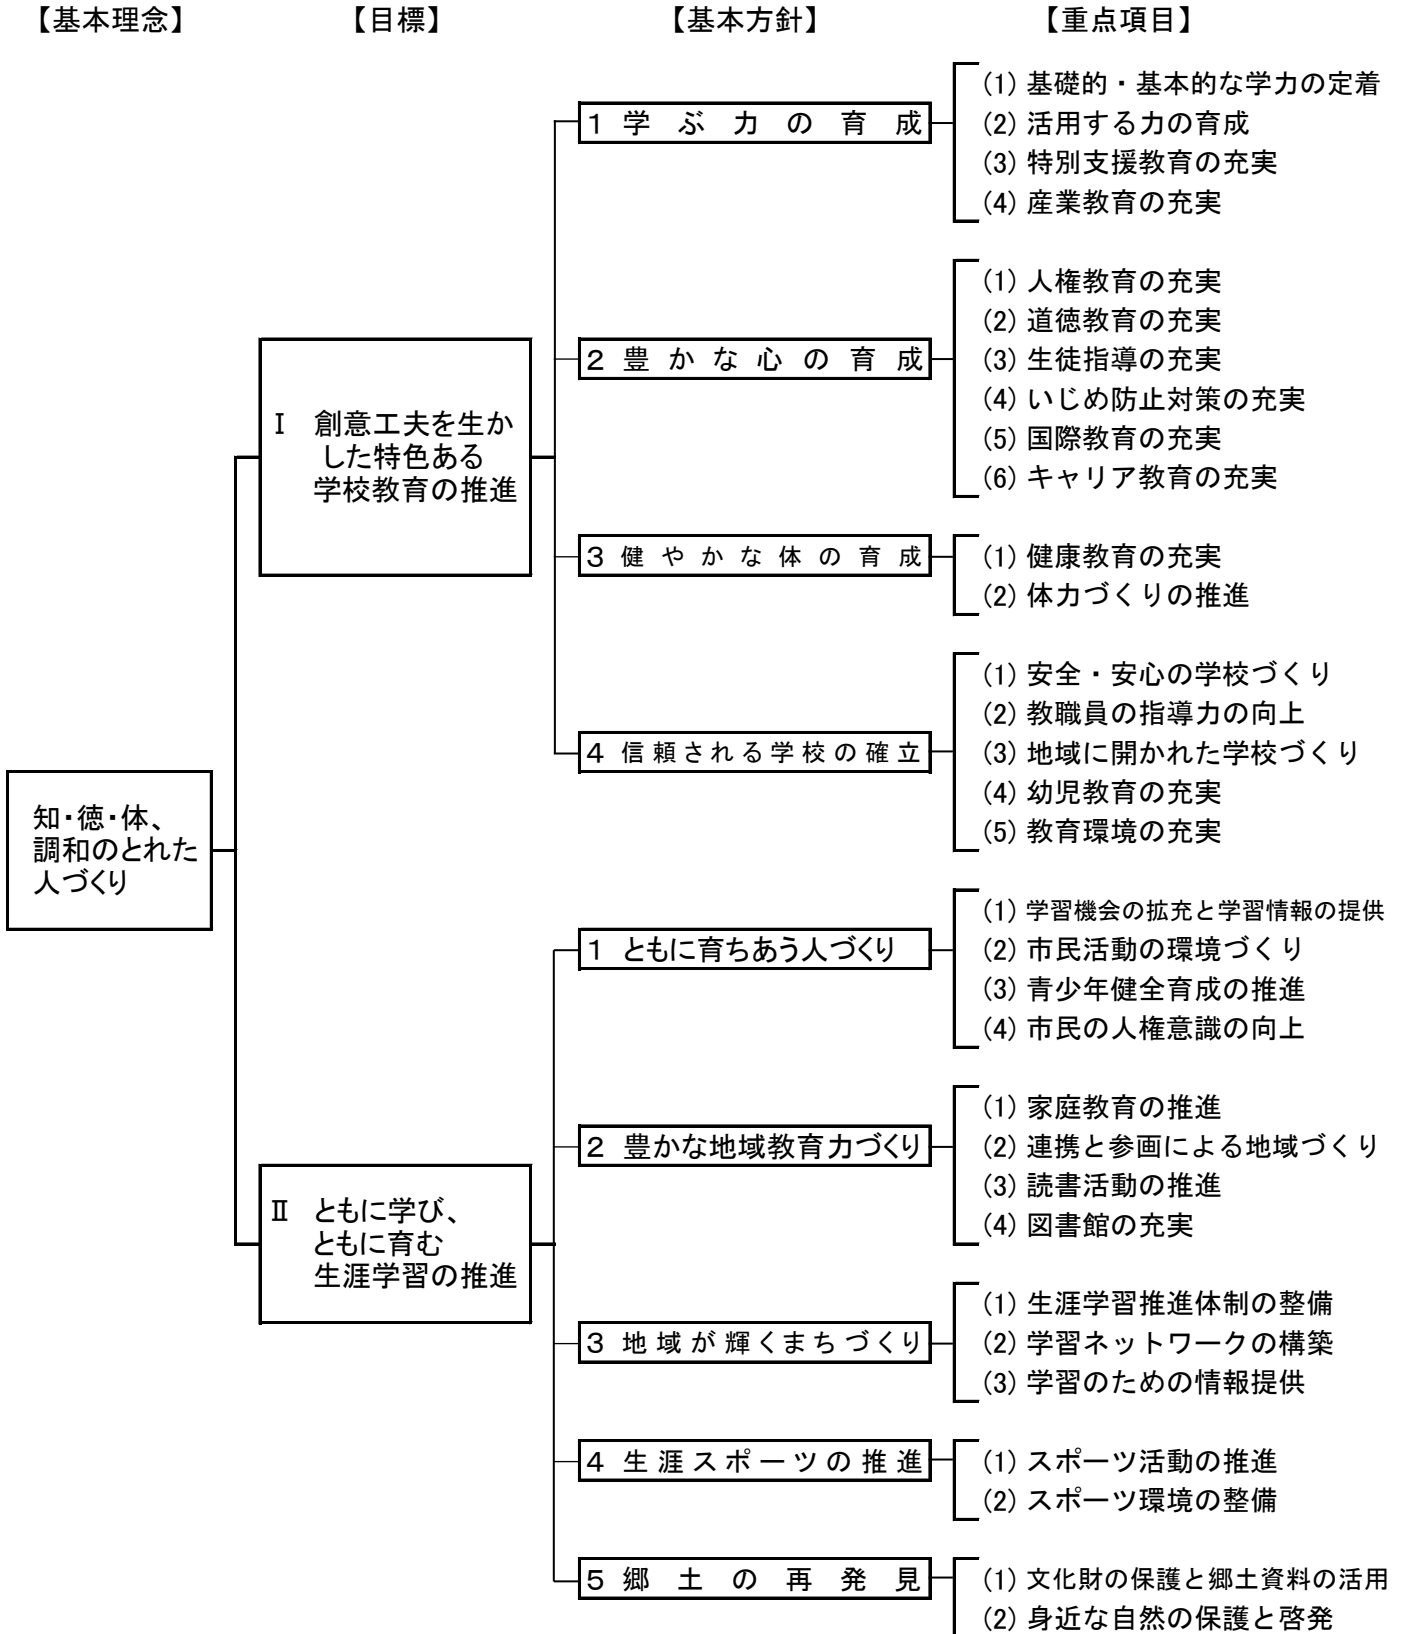 【基本理念】 【目標】 【基本方針】 【重点項目】
知・徳・体、
調和のとれた
人づくり
Ⅰ 創意工夫を生か
した特色ある
学校教育の推進
1 学ぶ力の育成
(1) 基礎的・基本的な学力の定着
(2) 活用する力の育成
(3) 特別支援教育の充実
(4) 産業教育の充実
2 豊かな心の育成
(1) 人権教育の充実
(2) 道徳教育の充実
(3) 生徒指導の充実
(4) いじめ防止対策の充実
(5) 国際教育の充実
(6) キャリア教育の充実
3 健やかな体の育成
(1) 健康教育の充実
(2) 体力づくりの推進
4 信頼される学校の確立
(1) 安全・安心の学校づくり
(2) 教職員の指導力の向上
(3) 地域に開かれた学校づくり
(4) 幼児教育の充実
(5) 教育環境の充実
Ⅱ ともに学び、
ともに育む
生涯学習の推進
1 ともに育ちあう人づくり
(1) 学習機会の拡充と学習情報の提供
(2) 市民活動の環境づくり
(3) 青少年健全育成の推進
(4) 市民の人権意識の向上
2 豊かな地域教育力づくり
(1) 家庭教育の推進
(2) 連携と参画による地域づくり
(3) 読書活動の推進
(4) 図書館の充実
3 地域が輝くまちづくり
(1) 生涯学習推進体制の整備
(2) 学習ネットワークの構築
(3) 学習のための情報提供
4 生涯スポーツの推進
(1) スポーツ活動の推進
(2) スポーツ環境の整備
5 郷土の再発見
(1) 文化財の保護と郷土資料の活用
(2) 身近な自然の保護と啓発